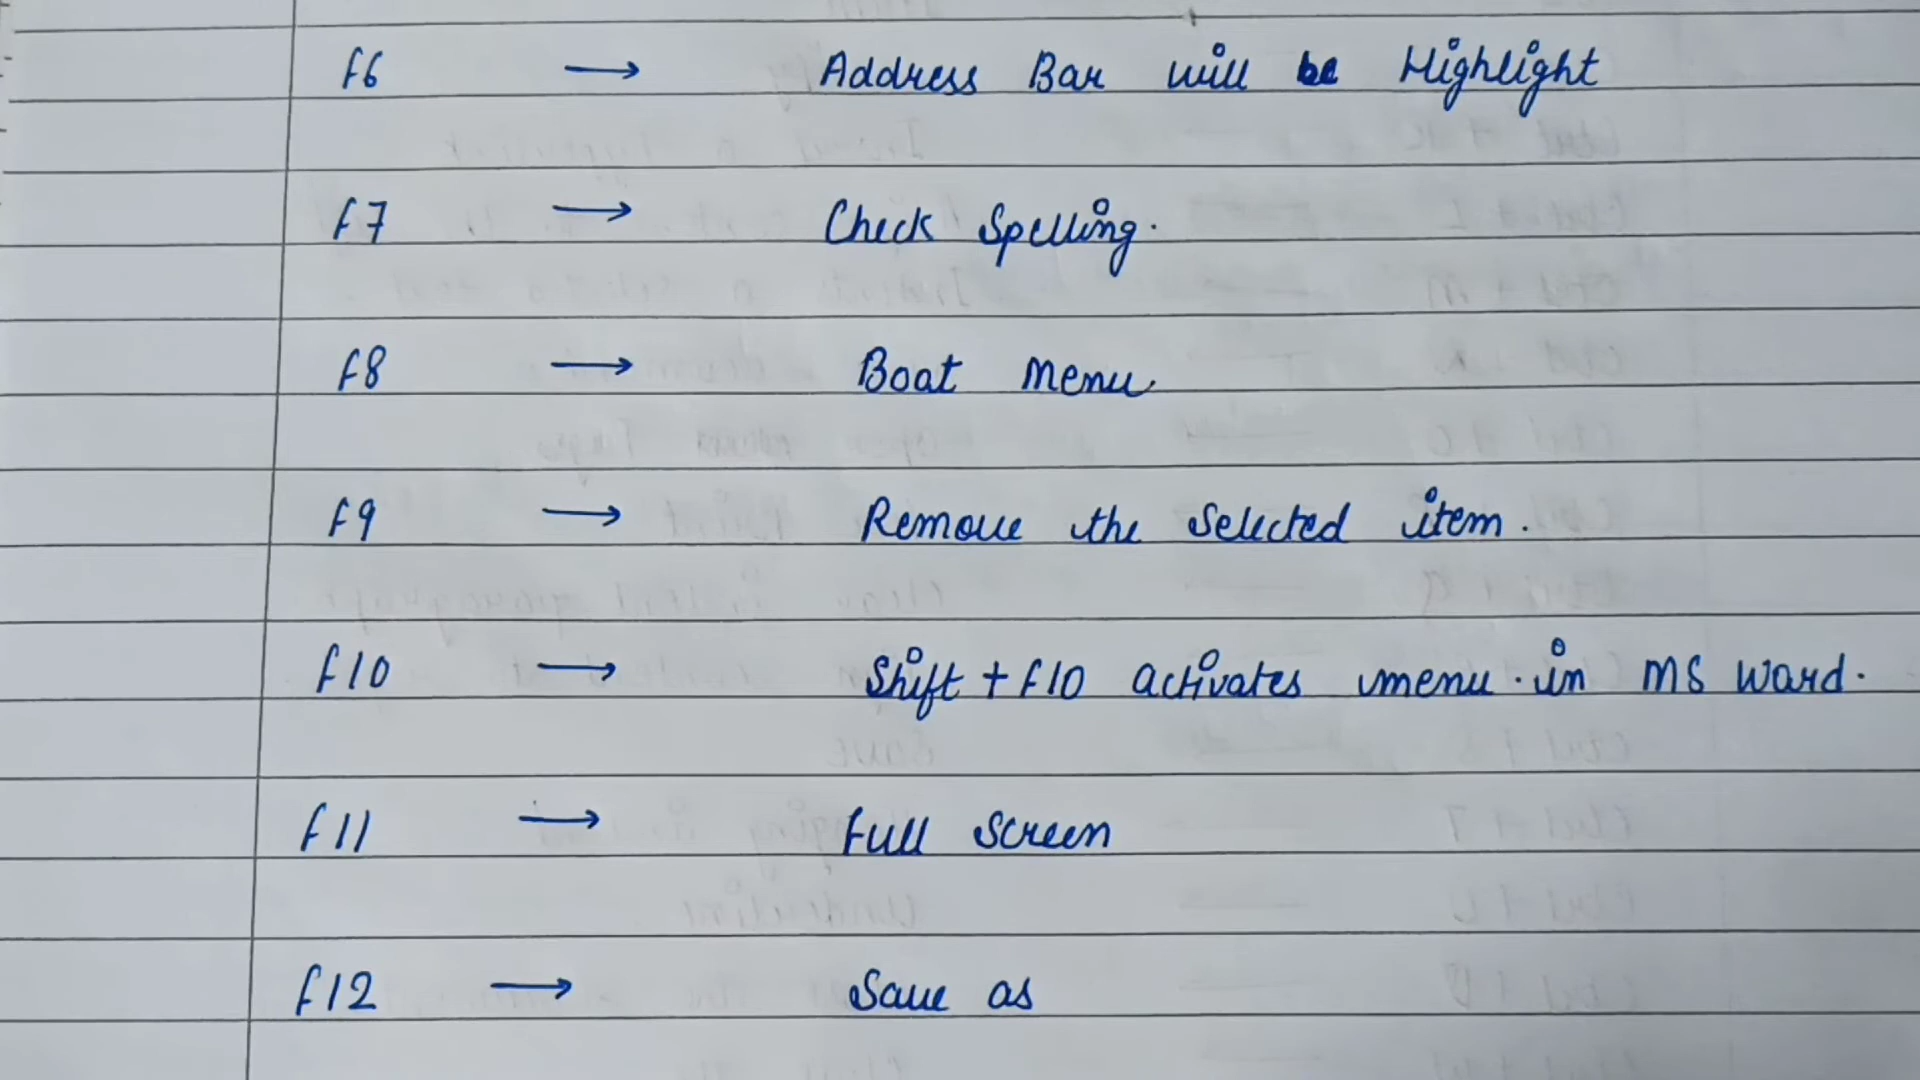 F6 → Address Bar will be Highlight
F7 → Check Spelling.
F8 → Boat Menu
F9 → Remove the selected item.
F10 → Shift + F10 activates menu. in MS Ward.
F11 → Full Screen
F12 → Save as